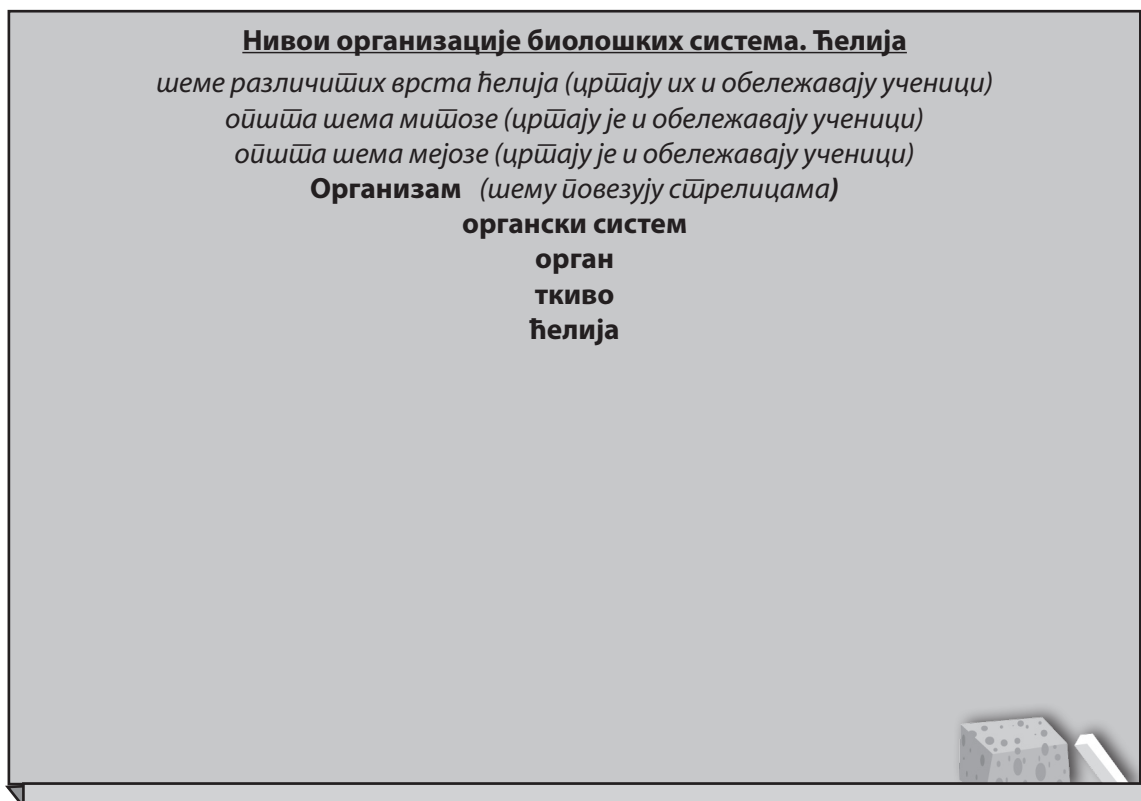 Нивои организације биолошких система. Ћелија
шеме различитих врста ћелија (цртају их и обележавају ученици)
општа шема митозе (цртају је и обележавају ученици)
општа шема мејозе (цртају је и обележавају ученици)
Организам (шему повезују стрелицама)
органски систем
орган
ткиво
ћелија